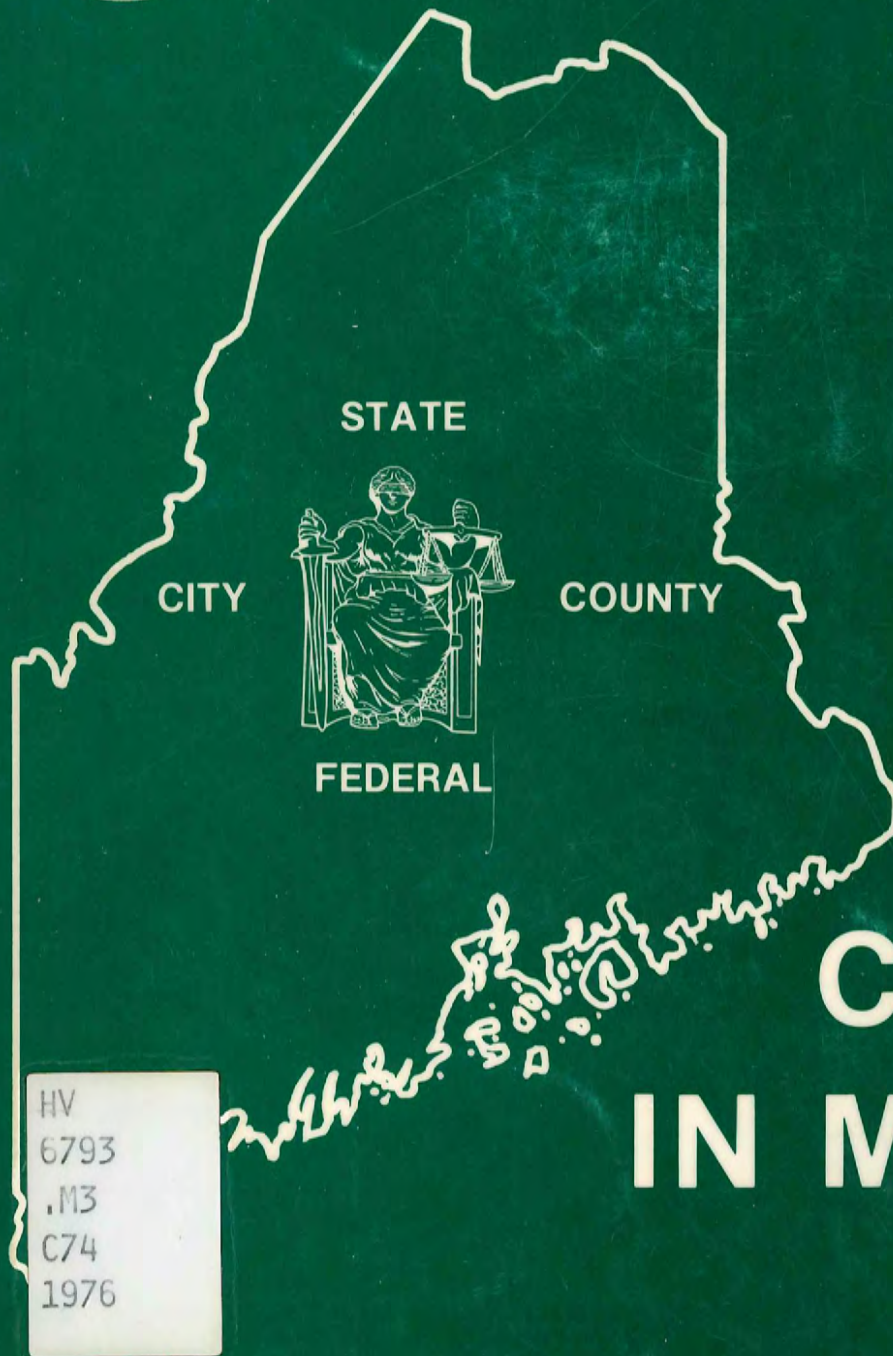 STATE
CITY
COUNTY
FEDERAL
C
IN M
HV
6793
.M3
C74
1976